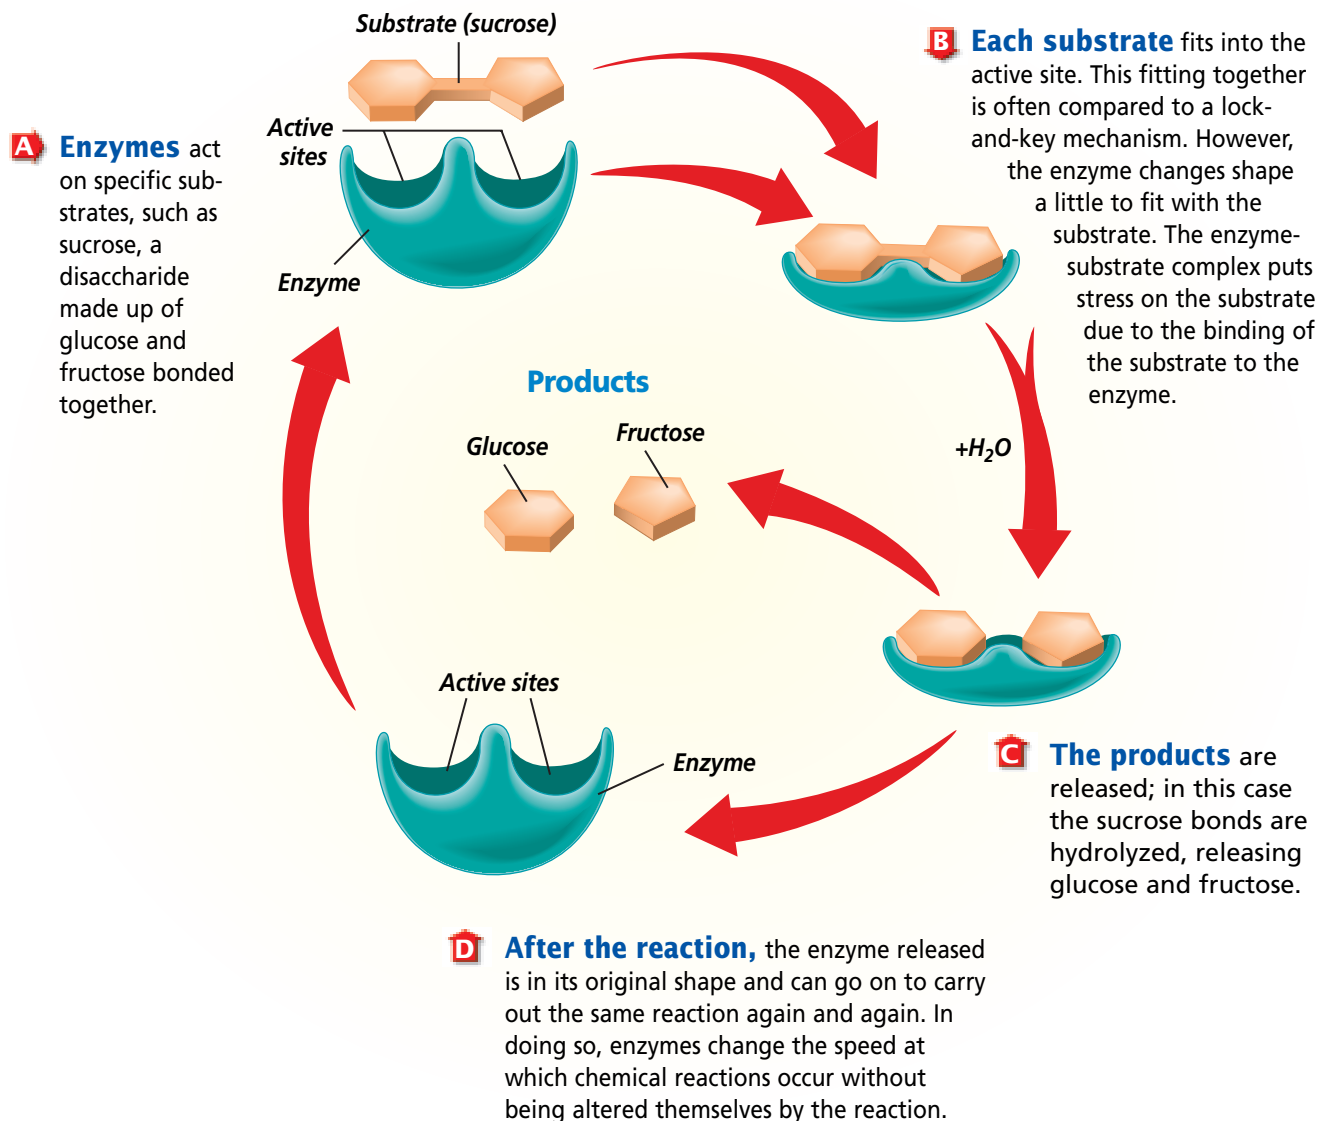 Substrate (sucrose)
Active
sites
Enzyme
A Enzymes act
on specific sub-
strates, such as
sucrose, a
disaccharide
made up of
glucose and
fructose bonded
together.
B Each substrate fits into the
active site. This fitting together
is often compared to a lock-
and-key mechanism. However,
the enzyme changes shape
a little to fit with the
substrate. The enzyme-
substrate complex puts
stress on the substrate
due to the binding of
the substrate to the
enzyme.
+H₂O
Products
Glucose
Fructose
C The products are
released; in this case
the sucrose bonds are
hydrolyzed, releasing
glucose and fructose.
Active sites
Enzyme
D After the reaction, the enzyme released
is in its original shape and can go on to carry
out the same reaction again and again. In
doing so, enzymes change the speed at
which chemical reactions occur without
being altered themselves by the reaction.